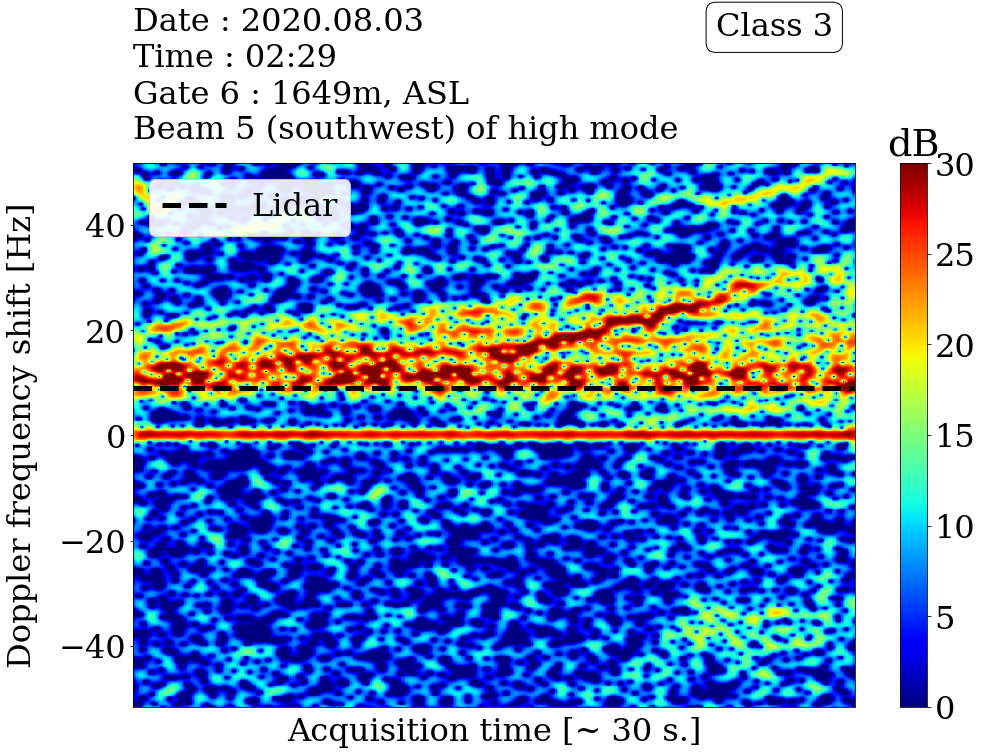 Date : 2020.08.03
Time : 02:29
Gate 6 : 1649m, ASL
Beam 5 (southwest) of high mode
Class 3
dB
Lidar
Doppler frequency shift [Hz]
40
20
0
−20
−40
30
25
20
15
10
5
0
Acquisition time [~ 30 s.]